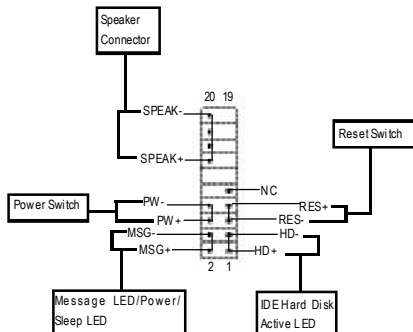 Speaker
Connector
20 19
SPEAK-
Reset Switch
SPEAK+
NC
Power Switch
PW-
RES+
PW+
RES-
MSG-
HD-
MSG+
HD+
2 1
Message LED/Power/
Sleep LED
IDE Hard Disk
Active LED